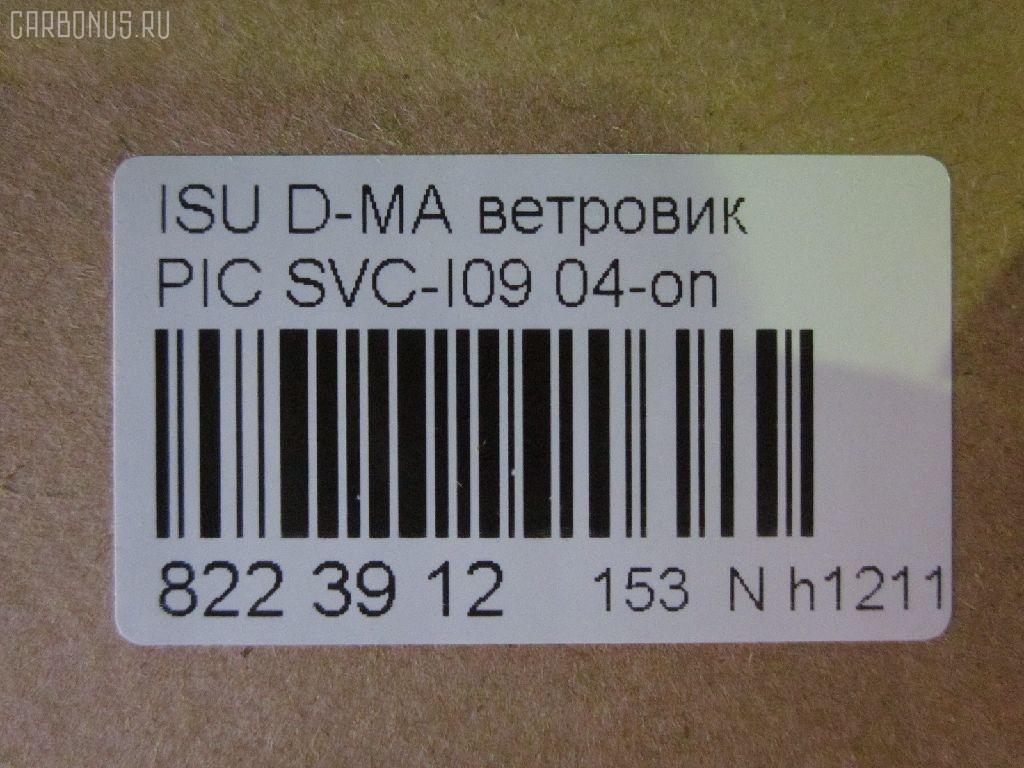 CARBONUS.RU
ISU D-MA ветровик
PIC SVC-I09 04-on
822 39 12 153 N h1211